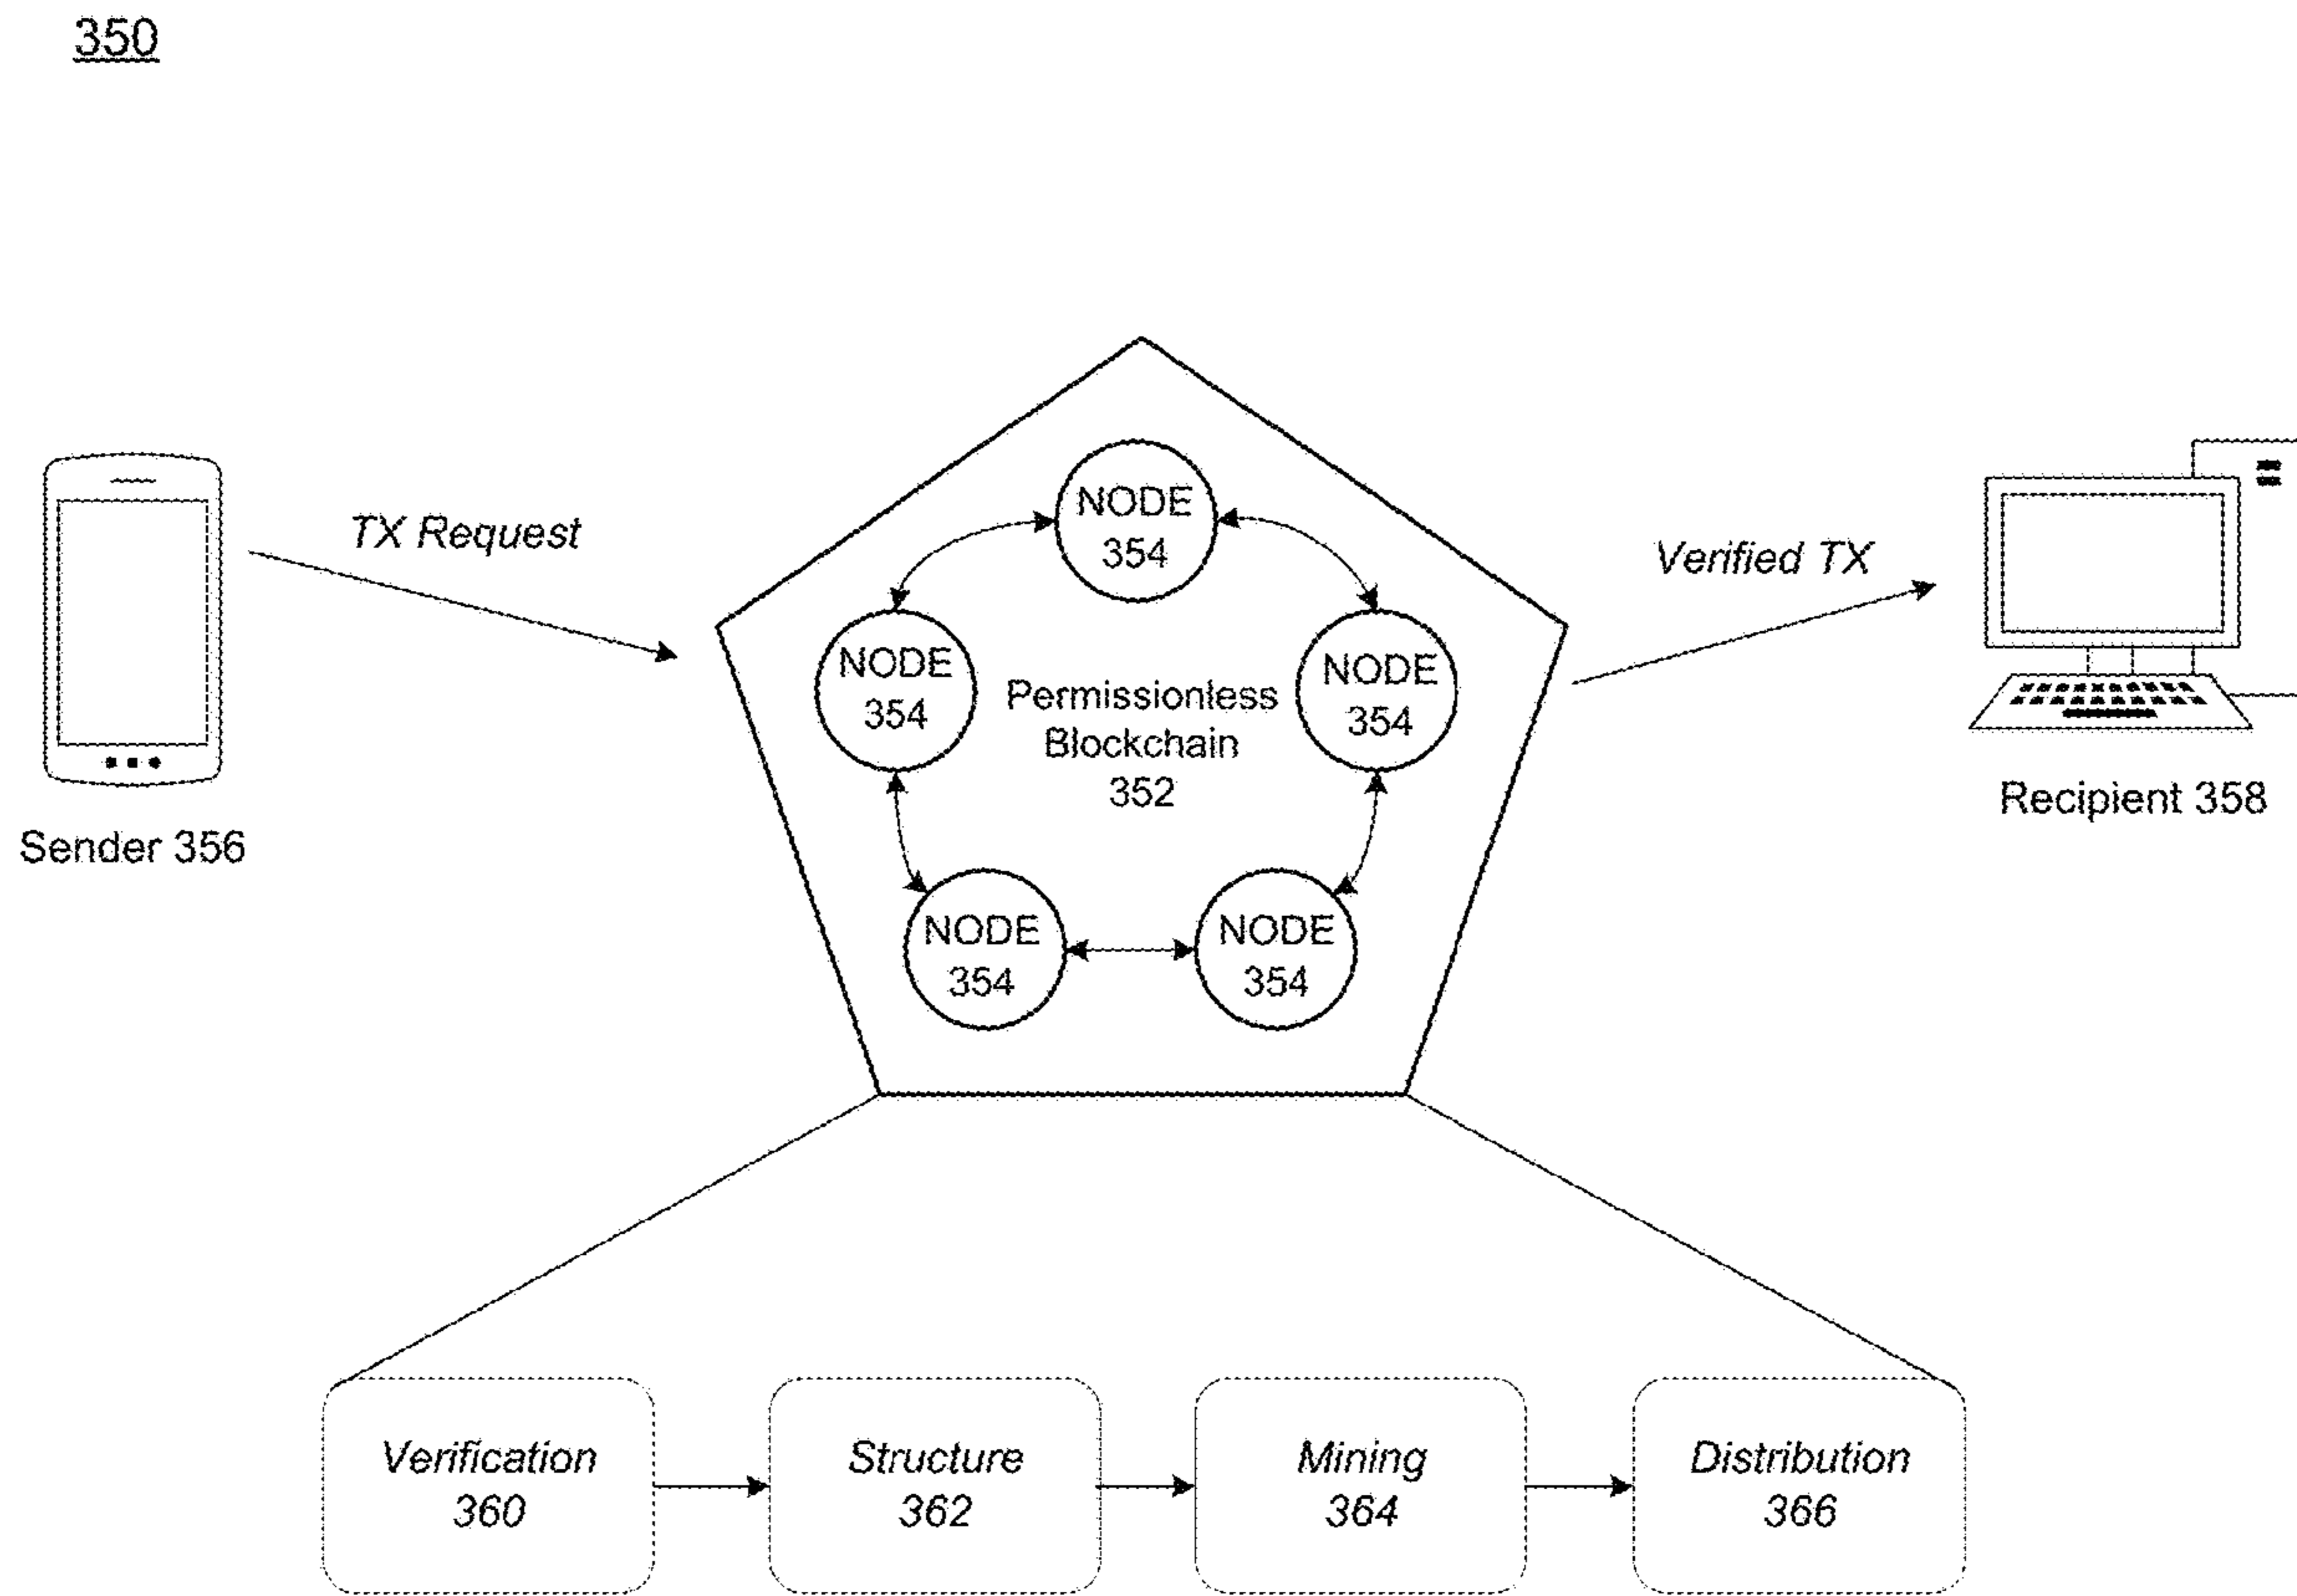 350
TX Request
Sender 356
NODE
354
NODE
354
NODE
354
Permissionless
Blockchain
352
NODE
354
NODE
354
Verified TX
Recipient 358
Verification
360
Structure
362
Mining
364
Distribution
366